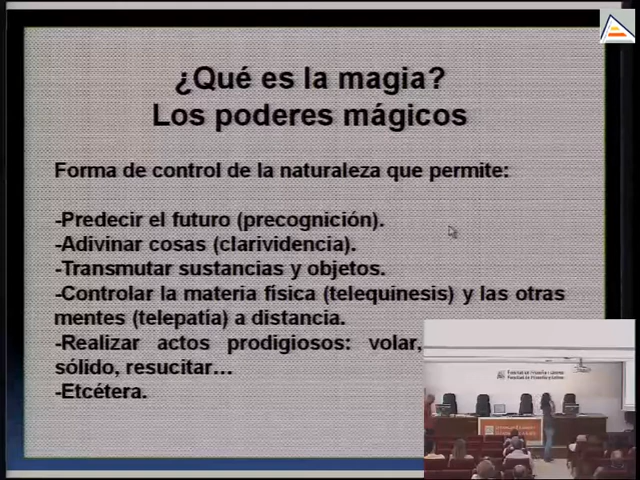 ¿Qué es la magia?
Los poderes mágicos
Forma de control de la naturaleza que permite:
-Predecir el futuro (precognición).
-Adivinar cosas (clarividencia).
-Transmutar sustancias y objetos.
-Controlar la materia física (telequinesis) y las otras
mentes (telepatía) a distancia.
-Realizar actos prodigiosos: volar,
sólido, resucitar...
-Etcétera.